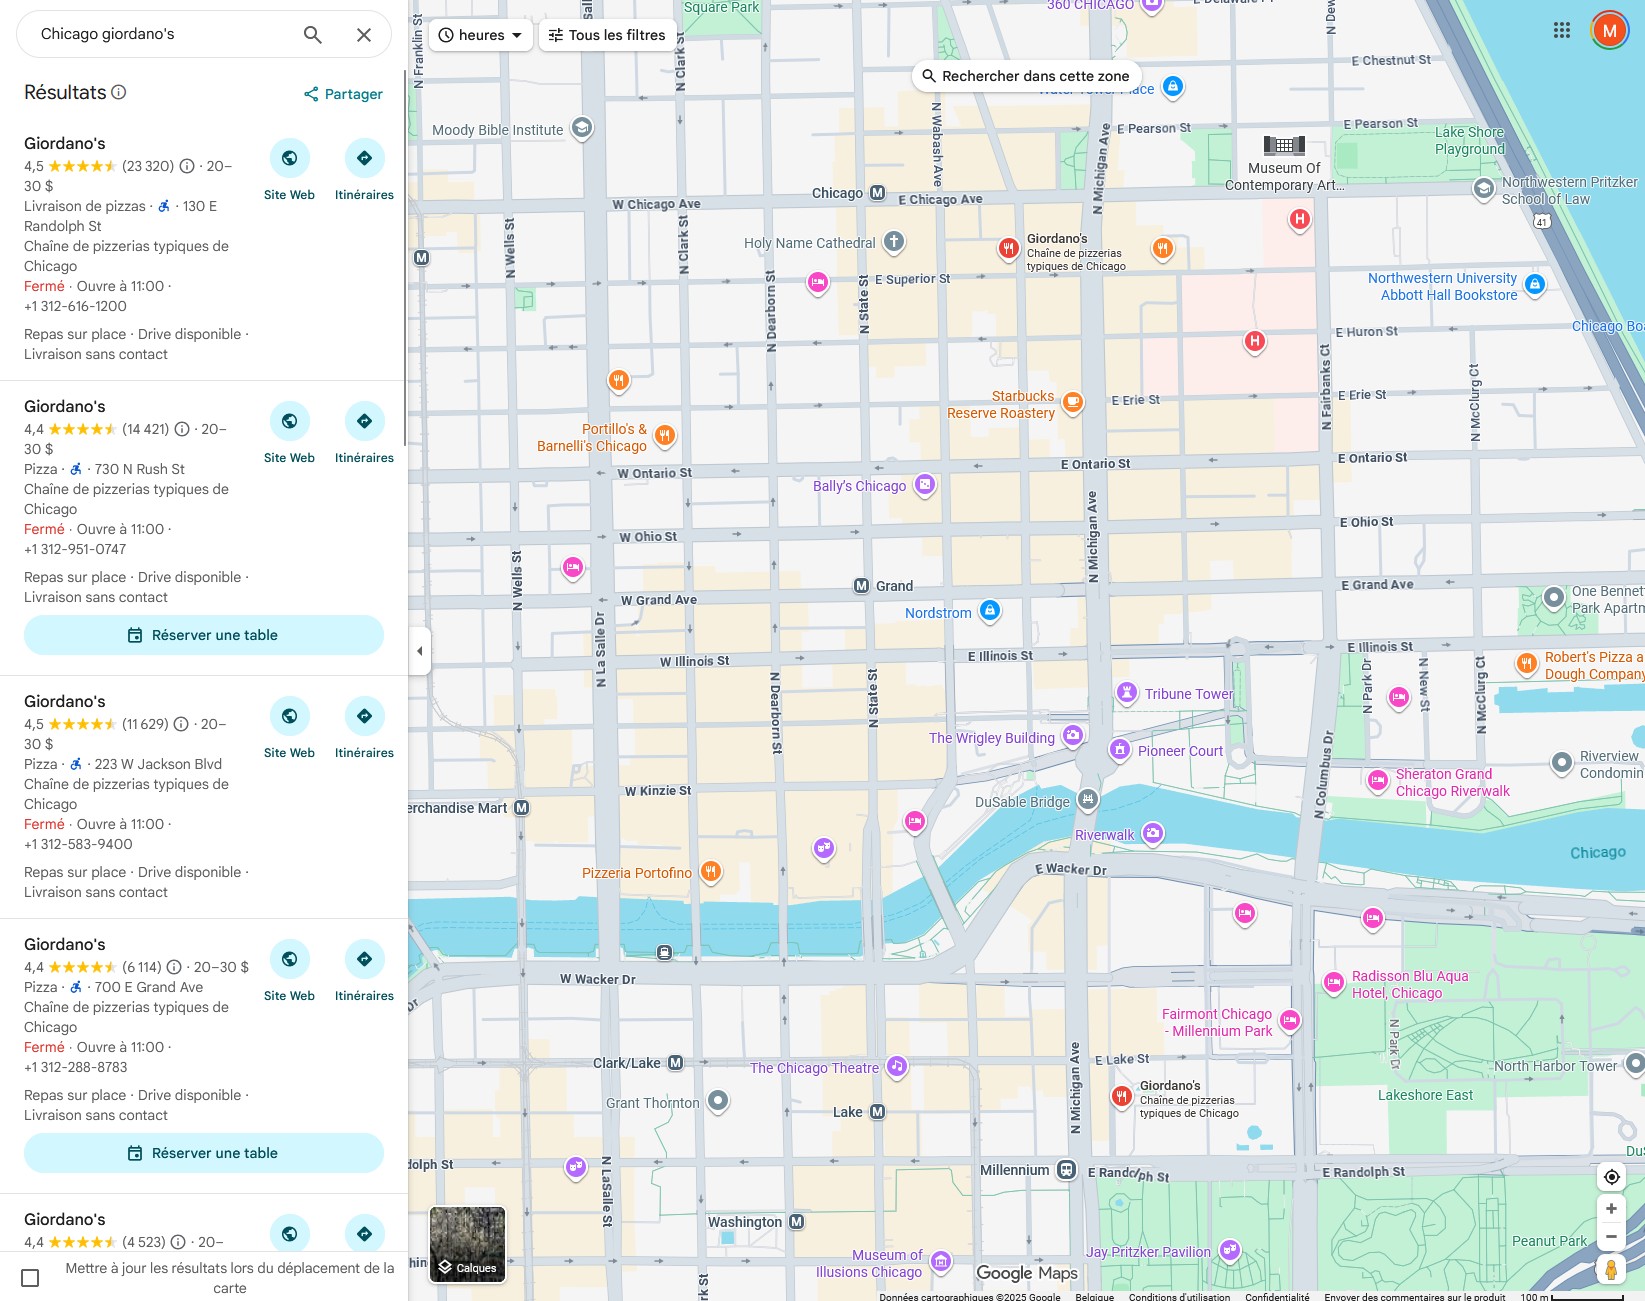 Chicago giordano's
Résultats
Partager
Giordano's
4,5 (23 320) · 20–
30 $
Livraison de pizzas · · 130 E
Randolph St
Chaîne de pizzerias typiques de
Chicago
Fermé · Ouvre à 11:00 ·
+1 312-616-1200
Repas sur place · Drive disponible ·
Livraison sans contact
Site Web
Itinéraires
Giordano's
4,4 (14 421) · 20–
30 $
Pizza · · 730 N Rush St
Chaîne de pizzerias typiques de
Chicago
Fermé · Ouvre à 11:00 ·
+1 312-951-0747
Repas sur place · Drive disponible ·
Livraison sans contact
Site Web
Itinéraires
Réserver une table
Giordano's
4,5 (11 629) · 20–
30 $
Pizza · · 223 W Jackson Blvd
Chaîne de pizzerias typiques de
Chicago
Fermé · Ouvre à 11:00 ·
+1 312-583-9400
Repas sur place · Drive disponible ·
Livraison sans contact
Site Web
Itinéraires
Giordano's
4,4 (6 114) · 20–30 $
Pizza · · 700 E Grand Ave
Chaîne de pizzerias typiques de
Chicago
Fermé · Ouvre à 11:00 ·
+1 312-288-8783
Repas sur place · Drive disponible ·
Livraison sans contact
Site Web
Itinéraires
Réserver une table
Giordano's
4,4 (4 523) · 20–
Mettre à jour les résultats lors du déplacement de la
carte
heures
Tous les filtres
Rechercher dans cette zone
M
Square Park
360 CHICAGO
E Delaware Pl
N Franklin St
N Clark St
N Wabash Ave
N Michigan Ave
E Chestnut St
Water Tower Place
Moody Bible Institute
E Pearson St
E Pearson St
Lake Shore
Playground
Museum Of
Contemporary Art...
Northwestern Pritzker
School of Law
41
Chicago
W Chicago Ave
E Chicago Ave
N Wells St
N Clark St
Holy Name Cathedral
Giordano's
Chaîne de pizzerias
typiques de Chicago
E Superior St
N Dearborn St
N State St
Northwestern University
Abbott Hall Bookstore
E Huron St
Chicago Boa
N Fairbanks Ct
N McClurg Ct
Starbucks
Reserve Roastery
E Erie St
E Erie St
Portillo's &
Barnelli's Chicago
W Ontario St
E Ontario St
E Ontario St
Bally's Chicago
W Ohio St
E Ohio St
N Michigan Ave
N Wells St
Grand
W Grand Ave
E Grand Ave
Nordstrom
One Bennett
Park Apartm
N La Salle Dr
W Illinois St
E Illinois St
E Illinois St
Robert's Pizza a
Dough Company
N Park Dr
N New St
N McClurg Ct
N Dearborn St
N State St
Tribune Tower
The Wrigley Building
Pioneer Court
Riverview
Condomin
N Columbus Dr
Sheraton Grand
Chicago Riverwalk
W Kinzie St
erchandise Mart
DuSable Bridge
Riverwalk
Chicago
Pizzeria Portofino
E Wacker Dr
W Wacker Dr
Radisson Blu Aqua
Hotel, Chicago
Fairmont Chicago
- Millennium Park
N Park Dr
N Michigan Ave
E Lake St
Clark/Lake
The Chicago Theatre
North Harbor Tower
Giordano's
Chaîne de pizzerias
typiques de Chicago
Lakeshore East
Grant Thornton
Lake
dolph St
N LaSalle St
Millennium
E Randolph St
E Randolph St
Washington
Museum of
Illusions Chicago
Jay Pritzker Pavilion
Peanut Park
Calques
Google Maps
Données cartographiques ©2025 Google
Belgique
Conditions d'utilisation
Confidentialité
Envoyer des commentaires sur le produit
100 m